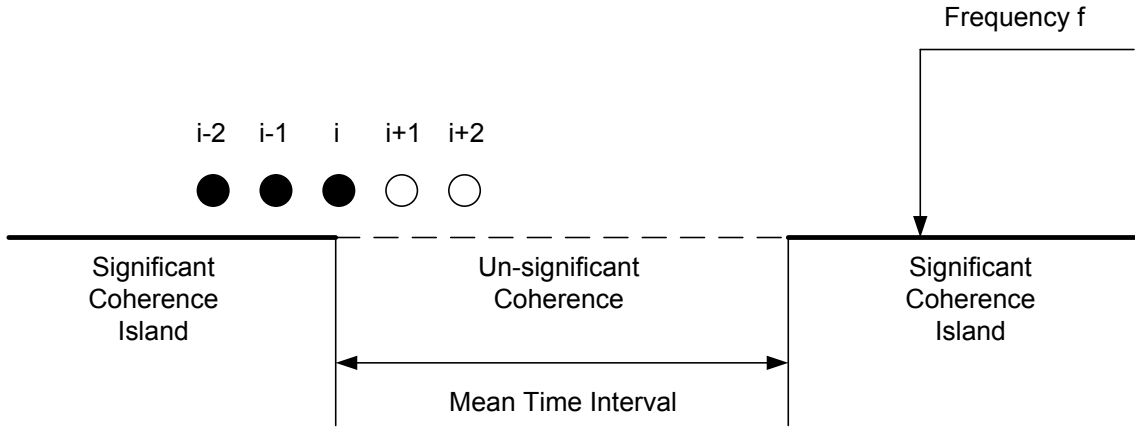 Frequency f
i-2 i-1 i i+1 i+2
Significant
Coherence
Island
Un-significant
Coherence
Significant
Coherence
Island
Mean Time Interval